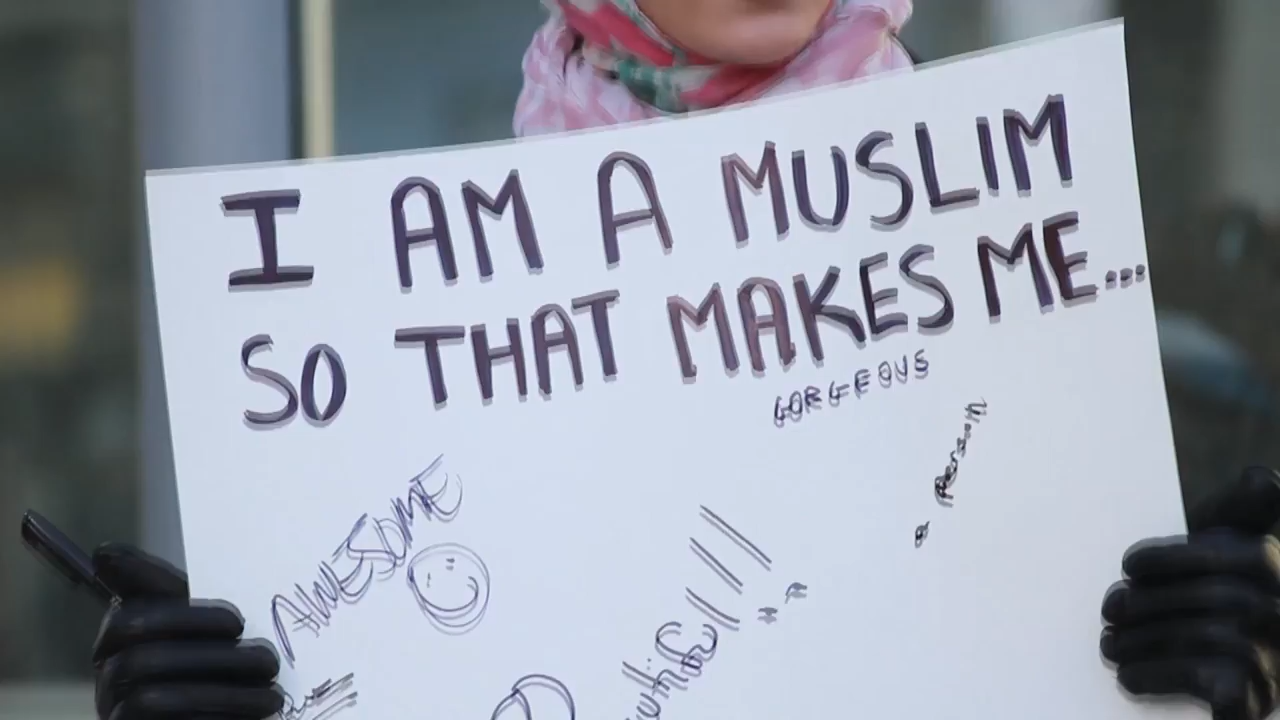 I AM A MUSLIM
SO THAT MAKES ME...
GORGEOUS
a person
AWESOME